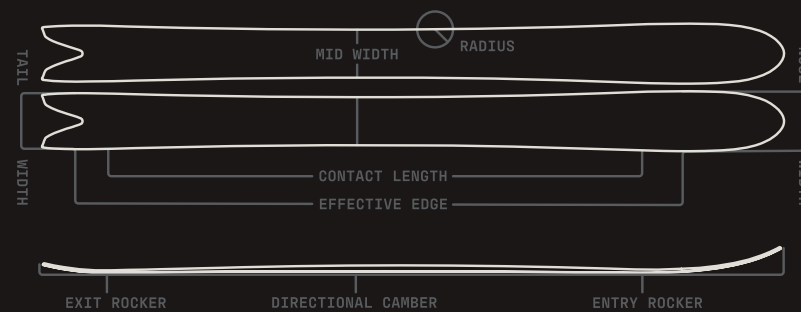 RADIUS
MID WIDTH
TAIL
WIDTH
CONTACT LENGTH
EFFECTIVE EDGE
EXIT ROCKER
DIRECTIONAL CAMBER
ENTRY ROCKER